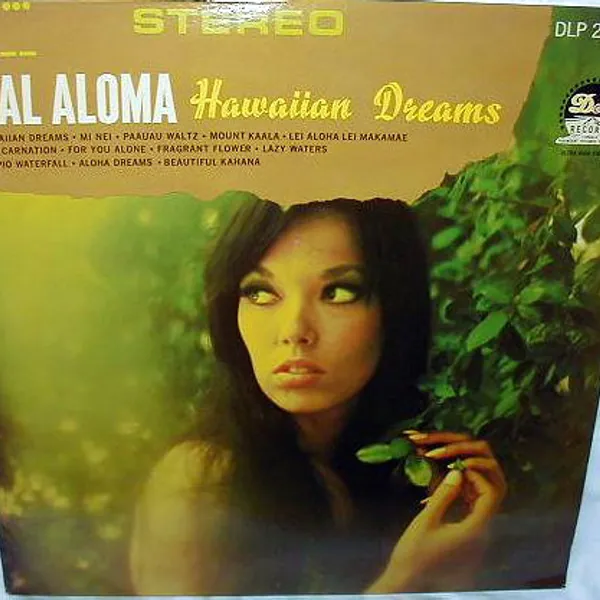 STEREO
DLP 2
AL ALOMA Hawaiian Dreams
AIIAN DREAMS • MI NEI • PAAUAU WALTZ • MOUNT KAALA • LEI ALOHA LEI MAKAMAE
CARNATION • FOR YOU ALONE • FRAGRANT FLOWER • LAZY WATERS
PIO WATERFALL • ALOHA DREAMS • BEAUTIFUL KAHANA
RECOR